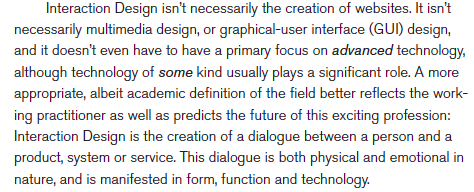 Interaction Design isn't necessarily the creation of websites. It isn't
necessarily multimedia design, or graphical-user interface (GUI) design,
and it doesn't even have to have a primary focus on advanced technology,
although technology of some kind usually plays a significant role. A more
appropriate, albeit academic definition of the field better reflects the work-
ing practitioner as well as predicts the future of this exciting profession:
Interaction Design is the creation of a dialogue between a person and a
product, system or service. This dialogue is both physical and emotional in
nature, and is manifested in form, function and technology.